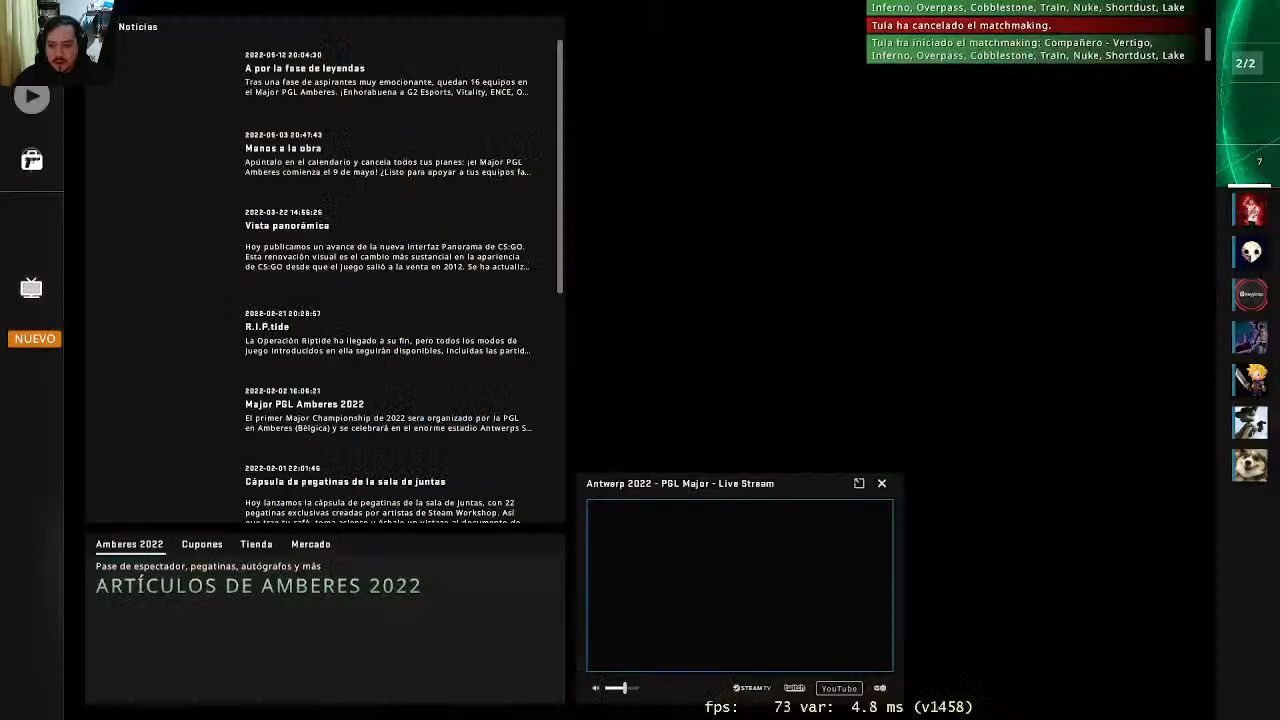 Noticias
2022-05-12 20:04:30
A por la fase de leyendas
Tras una fase de aspirantes muy emocionante, quedan 16 equipos en
el Major PGL Amberes. ¡Enhorabuena a G2 Esports, Vitality, ENCE, O...
2022-05-03 20:47:43
Manos a la obra
Apúntalo en el calendario y cancela todos tus planes: ¡el Major PGL
Amberes comienza el 9 de mayo! ¿Listo para apoyar a tus equipos fa...
2022-03-22 14:56:26
Vista panorámica
Hoy publicamos un avance de la nueva interfaz Panorama de CS:GO.
Esta renovación visual es el cambio más sustancial en la apariencia
de CS:GO desde que el juego salió a la venta en 2012. Se ha actualiz...
2022-02-21 20:28:57
R.I.P.tide
La Operación Riptide ha llegado a su fin, pero todos los modos de
juego introducidos en ella seguirán disponibles, incluidas las partid...
2022-02-02 16:06:21
Major PGL Amberes 2022
El primer Major Championship de 2022 será organizado por la PGL
en Amberes (Bélgica) y se celebrará en el enorme estadio Antwerps S...
2022-02-01 22:01:46
Cápsula de pegatinas de la sala de juntas
Hoy lanzamos la cápsula de pegatinas de la sala de juntas, con 22
pegatinas exclusivas creadas por artistas de Steam Workshop. Así
Inferno, Overpass, Cobblestone, Train, Nuke, Shortdust, Lake
Tula ha cancelado el matchmaking.
Tula ha iniciado el matchmaking: Compañero - Vertigo,
Inferno, Overpass, Cobblestone, Train, Nuke, Shortdust, Lake
2/2
7
NUEVO
Keydrop
Amberes 2022 Cupones Tienda Mercado
Pase de espectador, pegatinas, autógrafos y más
ARTÍCULOS DE AMBERES 2022
Antwerp 2022 - PGL Major - Live Stream
STEAM TV twitch YouTube
fps: 73 var: 4.8 ms (v1458)